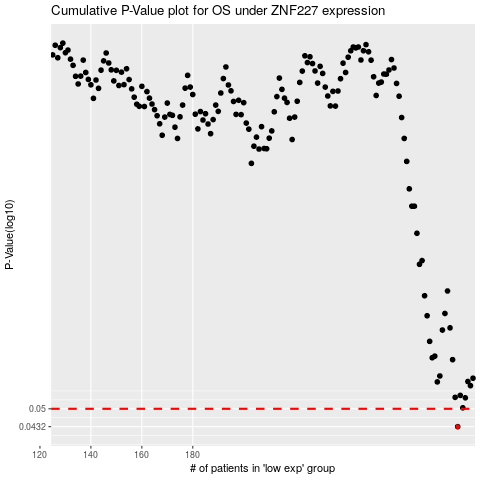 Cumulative P-Value plot for OS under ZNF227 expression
P-Value(log10)
0.05
0.0432
120 140 160 180
# of patients in 'low exp' group